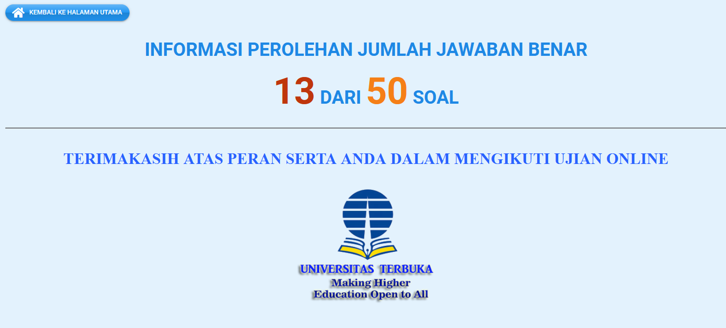 KEMBALI KE HALAMAN UTAMA
INFORMASI PEROLEHAN JUMLAH JAWABAN BENAR
13 DARI 50 SOAL
TERIMAKASIH ATAS PERAN SERTA ANDA DALAM MENGIKUTI UJIAN ONLINE
UNIVERSITAS TERBUKA
Making Higher
Education Open to All